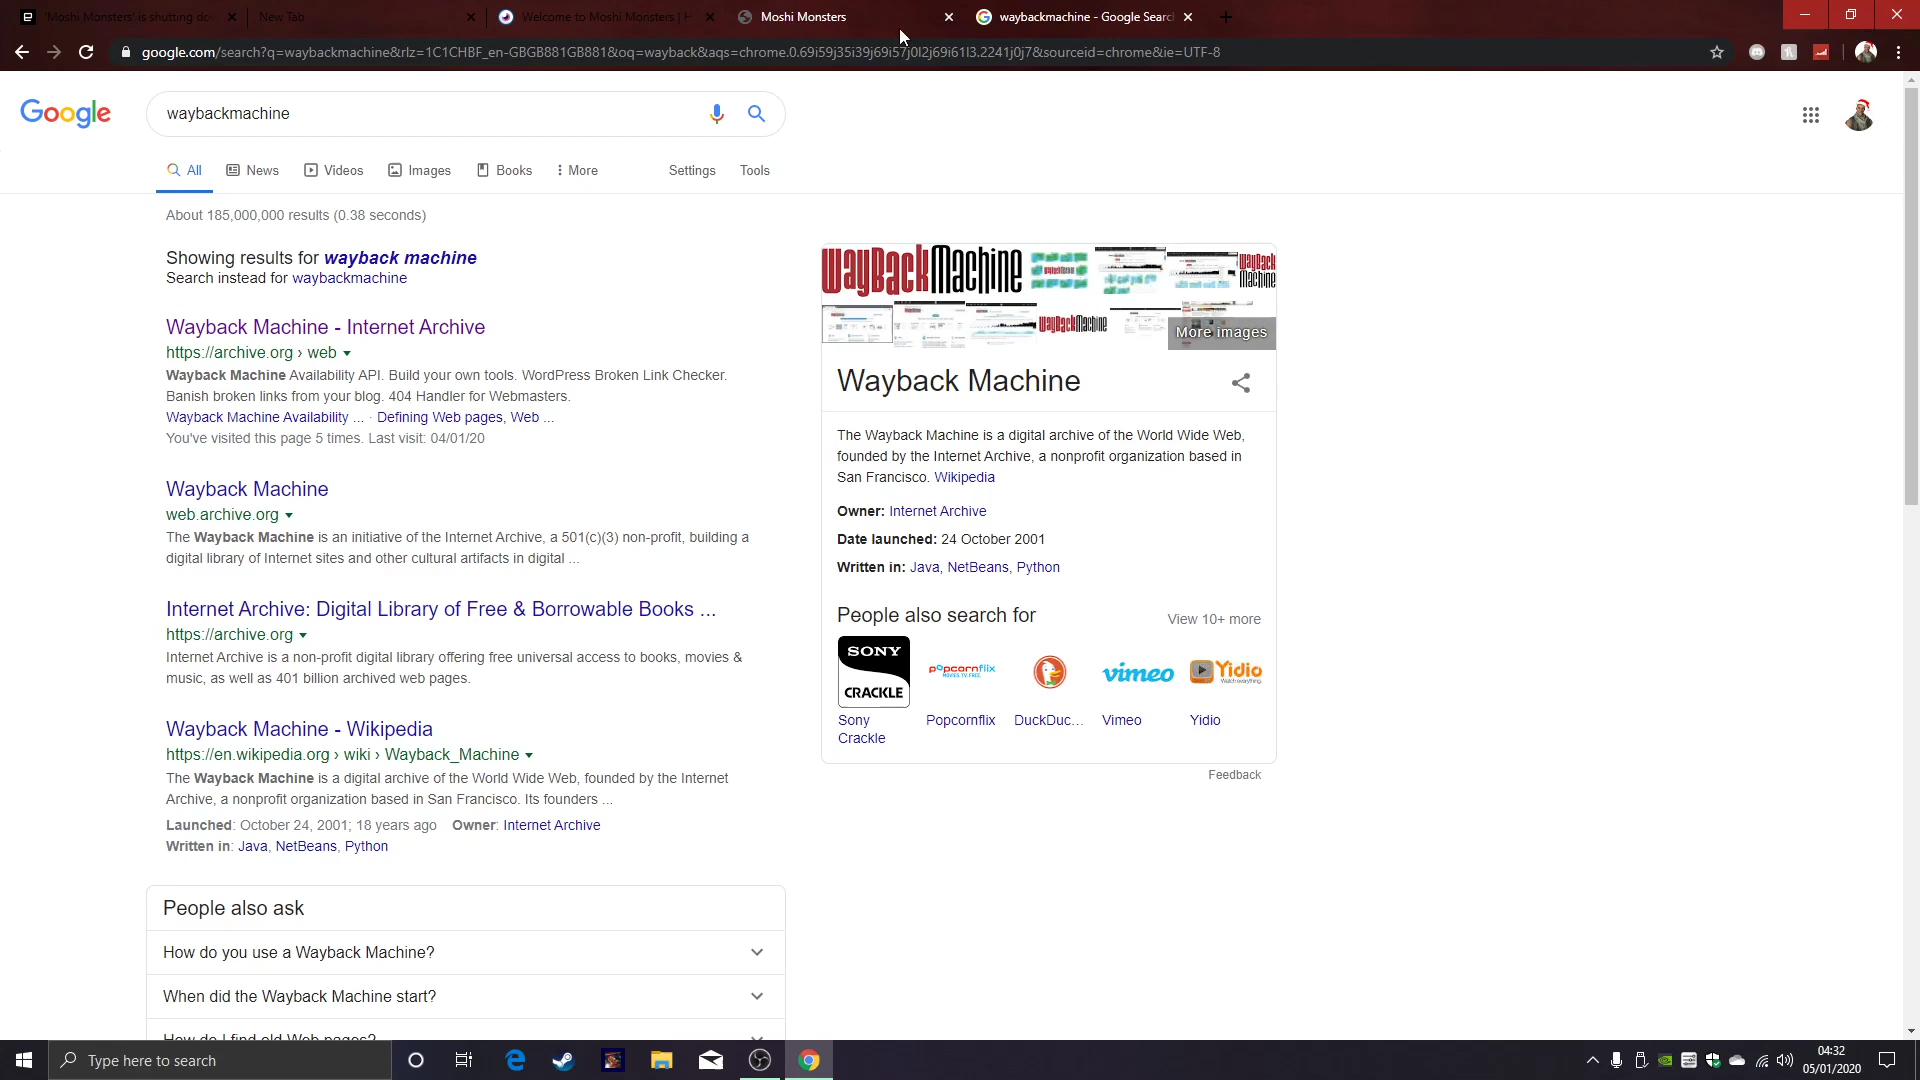 'Moshi Monsters' is shutting do
New Tab
Welcome to Moshi Monsters | H
Moshi Monsters
waybackmachine - Google Searc
google.com/search?q=waybackmachine&rlz=1C1CHBF_en-GBGB881GB881&oq=wayback&aqs=chrome.0.69i59j35i39j69i57j0l2j69i61l3.2241j0j7&sourceid=chrome&ie=UTF-8
Google
waybackmachine
All
News
Videos
Images
Books
More
Settings
Tools
About 185,000,000 results (0.38 seconds)
Showing results for wayback machine
Search instead for waybackmachine
Wayback Machine - Internet Archive
https://archive.org › web
Wayback Machine Availability API. Build your own tools. WordPress Broken Link Checker.
Banish broken links from your blog. 404 Handler for Webmasters.
Wayback Machine Availability ... · Defining Web pages, Web ...
You've visited this page 5 times. Last visit: 04/01/20
Wayback Machine
web.archive.org
The Wayback Machine is an initiative of the Internet Archive, a 501(c)(3) non-profit, building a
digital library of Internet sites and other cultural artifacts in digital ...
Internet Archive: Digital Library of Free & Borrowable Books ...
https://archive.org
Internet Archive is a non-profit digital library offering free universal access to books, movies &
music, as well as 401 billion archived web pages.
Wayback Machine - Wikipedia
https://en.wikipedia.org › wiki › Wayback_Machine
The Wayback Machine is a digital archive of the World Wide Web, founded by the Internet
Archive, a nonprofit organization based in San Francisco. Its founders ...
Launched: October 24, 2001; 18 years ago
Owner: Internet Archive
Written in: Java, NetBeans, Python
People also ask
How do you use a Wayback Machine?
When did the Wayback Machine start?
How do I find old Web pages?
WayBackMachine
WayBack
Machine
WayBackMachine
More images
Wayback Machine
The Wayback Machine is a digital archive of the World Wide Web,
founded by the Internet Archive, a nonprofit organization based in
San Francisco. Wikipedia
Owner: Internet Archive
Date launched: 24 October 2001
Written in: Java, NetBeans, Python
People also search for
View 10+ more
SONY
CRACKLE
popcornflix
MOVIES. TV. FREE.
vimeo
Yidio
Watch everything.
Sony
Crackle
Popcornflix
DuckDuc...
Vimeo
Yidio
Feedback
Type here to search
04:32
05/01/2020